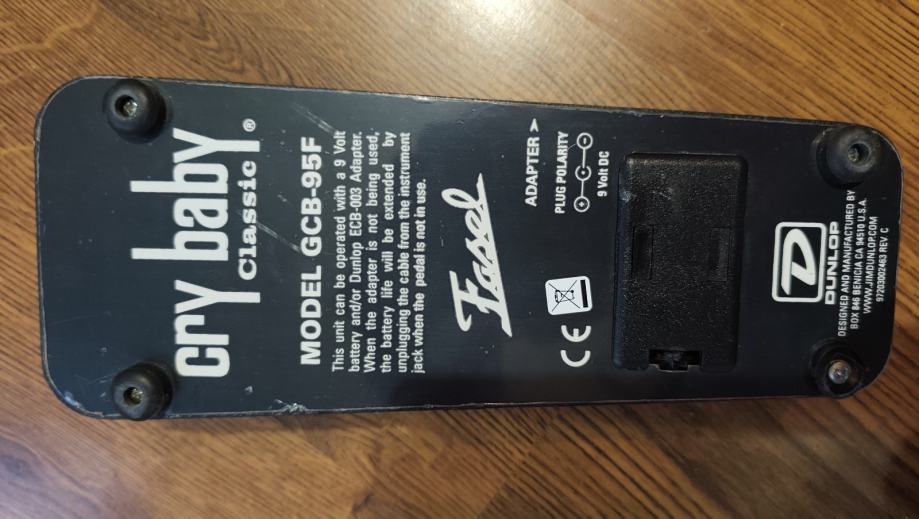 cry baby
Classic®
MODEL GCB-95F
This unit can be operated with a 9 Volt
battery and/or Dunlop ECB-003 Adapter.
When the adapter is not being used,
the battery life will be extended by
unplugging the cable from the instrument
jack when the pedal is not in use.
Fasel
ADAPTER >
PLUG POLARITY
9 Volt DC
CE
DUNLOP
DESIGNED AND MANUFACTURED BY
BOX 846 BENICIA CA 94510 U.S.A.
WWW.JIMDUNLOP.COM
97203002463 REV. C